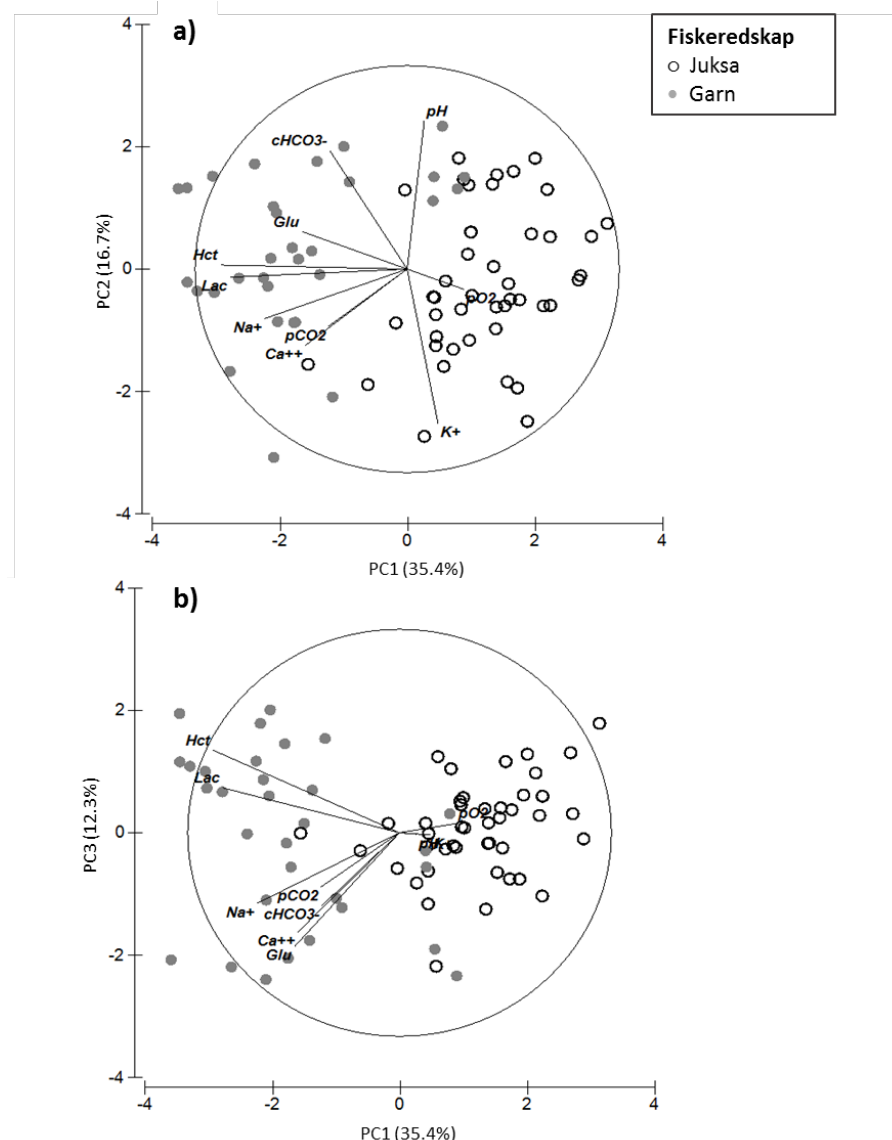 a)
Fiskeredskap
Juksa
Garn
4
2
0
-2
-4
PC2 (16.7%)
pH
cHCO3-
Glu
Hct
Lac
pO2
Na+
pCO2
Ca++
K+
-4
-2
0
2
4
PC1 (35.4%)
b)
4
2
0
-2
-4
PC3 (12.3%)
Hct
Lac
pO2
pCO2
Na+
cHCO3-
Ca++
Glu
-4
-2
0
2
4
PC1 (35.4%)